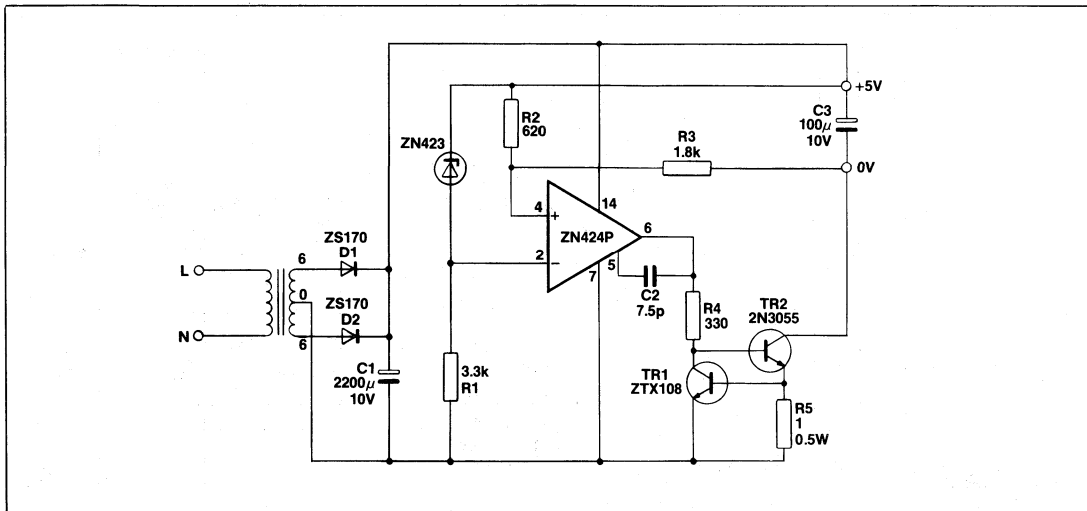 +5V
C3
100μ
10V
R2
620
R3
1.8k
0V
ZN423
4
+
14
ZN424P
6
2
−
7
5
C2
7.5p
ZS170
D1
6
L
0
ZS170
D2
N
6
R4
330
TR2
2N3055
C1
2200μ
10V
3.3k
R1
TR1
ZTX108
R5
1
0.5W